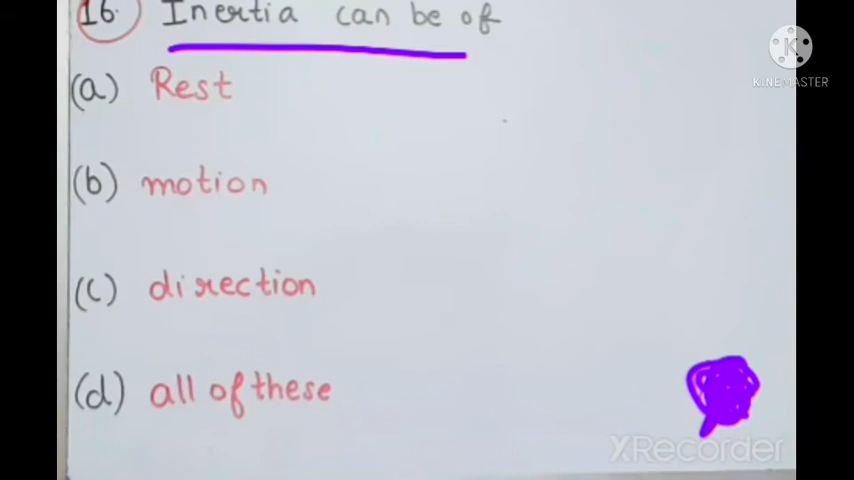 16. Inertia can be of
KINEMASTER
(a) Rest
(b) motion
(c) direction
(d) all of these
XRecorder